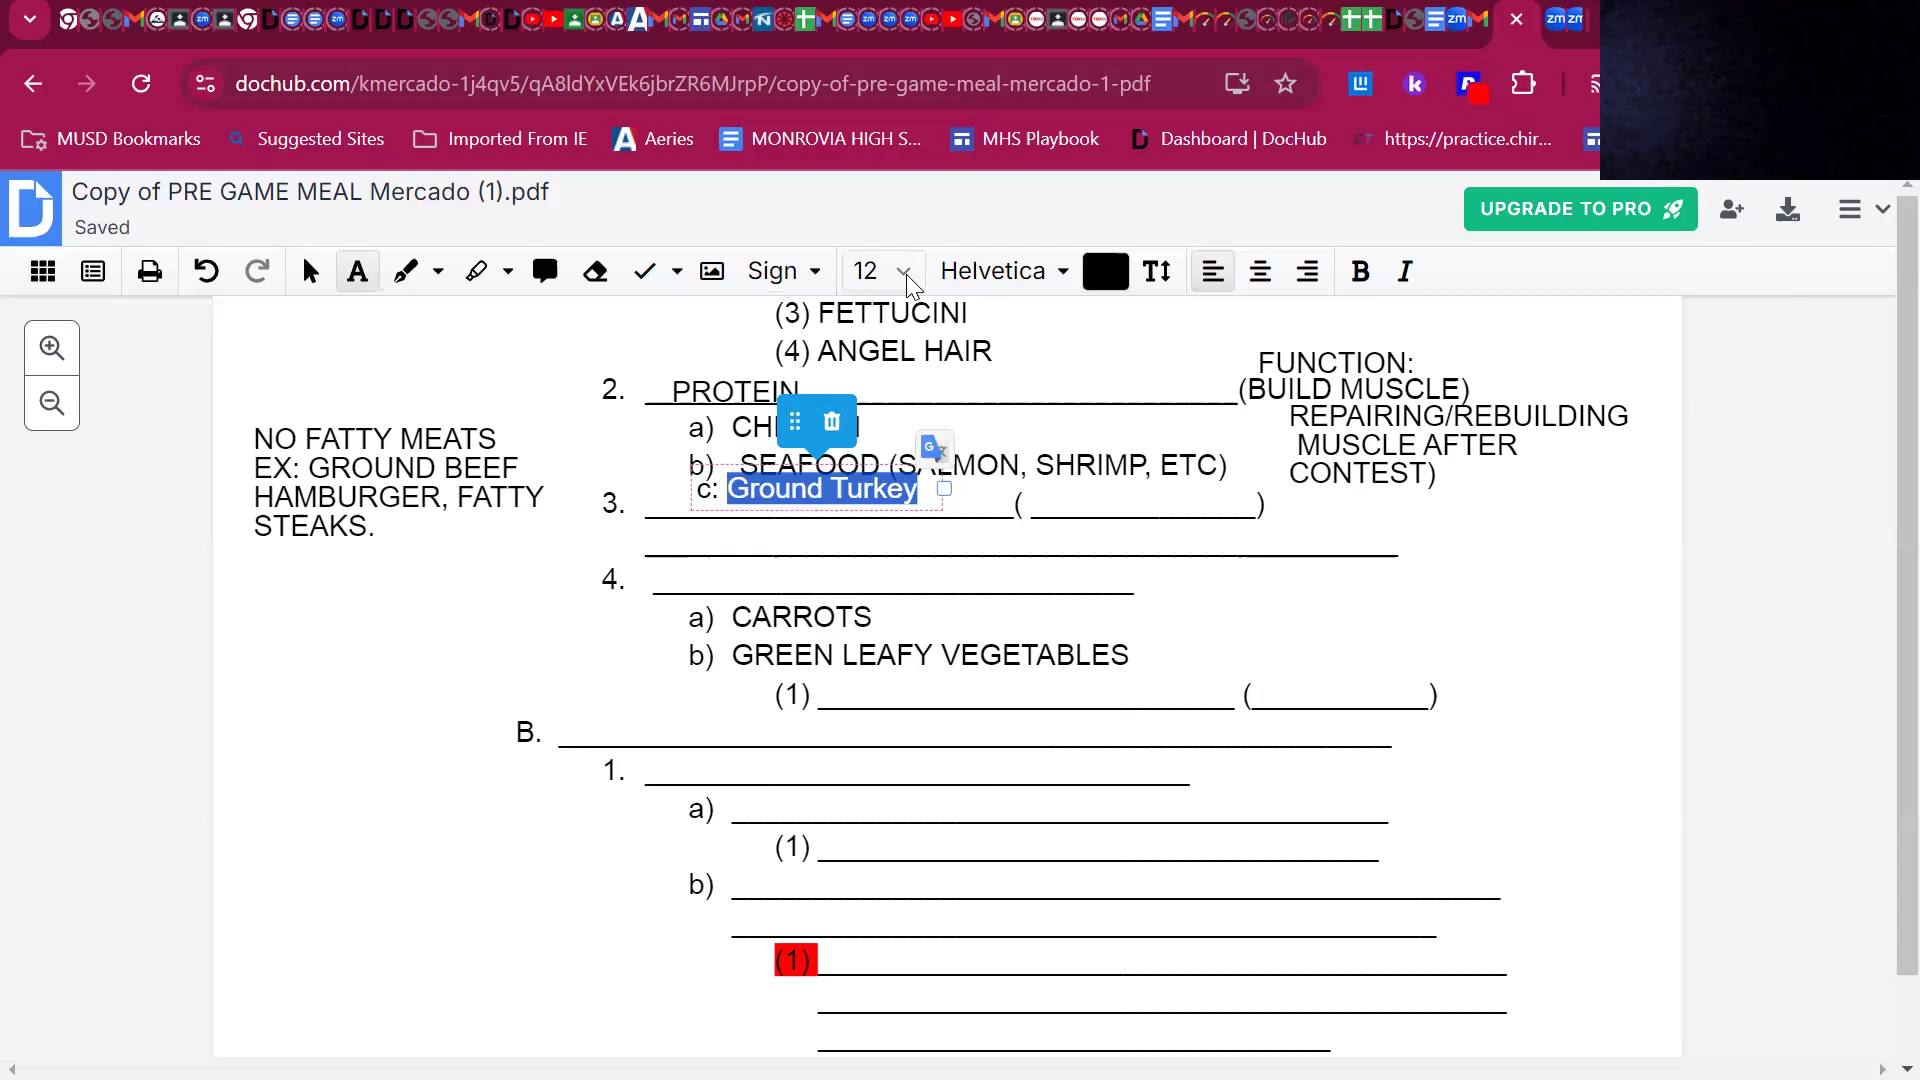 dochub.com/kmercado-1j4qv5/qA8ldYxVEk6jbrZR6MJrpP/copy-of-pre-game-meal-mercado-1-pdf
MUSD Bookmarks Suggested Sites Imported From IE Aeries MONROVIA HIGH S... MHS Playbook Dashboard | DocHub https://practice.chir...
Copy of PRE GAME MEAL Mercado (1).pdf
Saved
UPGRADE TO PRO
Sign 12 Helvetica B I
(3) FETTUCINI
(4) ANGEL HAIR
FUNCTION:
2. PROTEIN (BUILD MUSCLE)
REPAIRING/REBUILDING
MUSCLE AFTER
CONTEST)
a) CH
b) SEAFOOD (SALMON, SHRIMP, ETC)
c: Ground Turkey
NO FATTY MEATS
EX: GROUND BEEF
HAMBURGER, FATTY
STEAKS.
3. ( )
4.
a) CARROTS
b) GREEN LEAFY VEGETABLES
(1) ( )
B.
1.
a)
(1)
b)
(1)